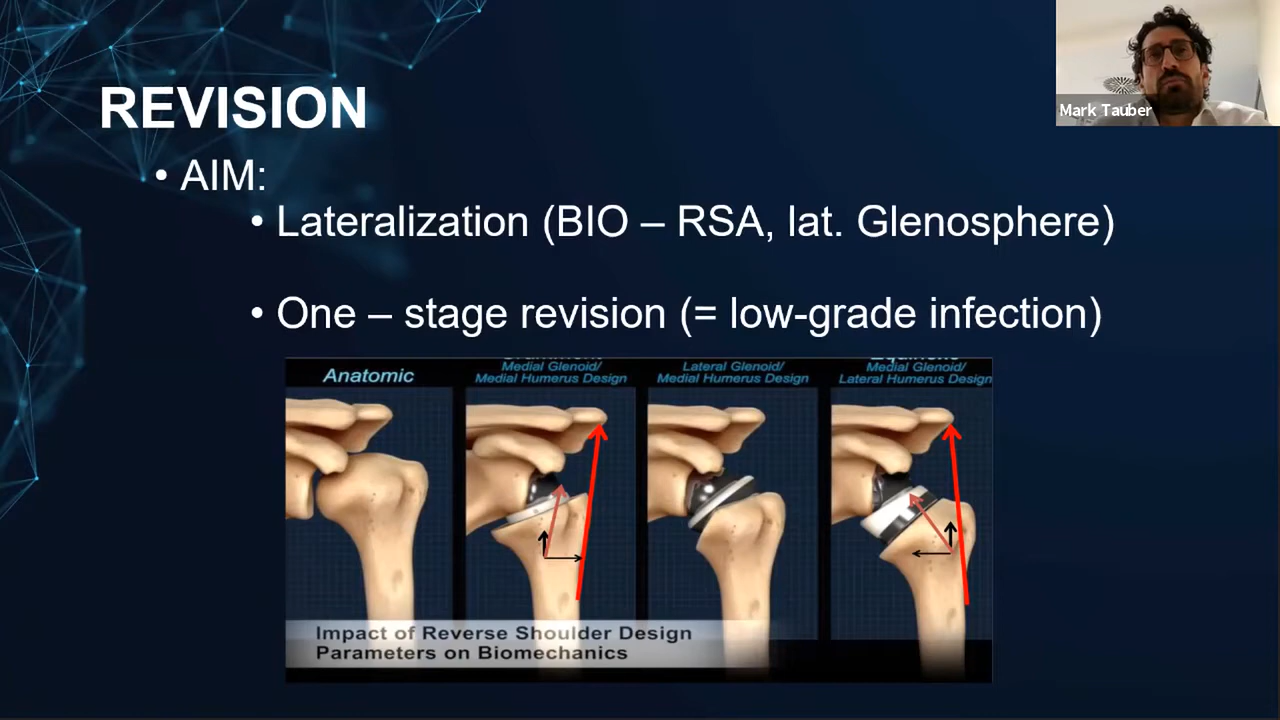 REVISION
Mark Tauber
• AIM:
• Lateralization (BIO – RSA, lat. Glenosphere)
• One – stage revision (= low-grade infection)
Anatomic
Medial Glenoid/
Medial Humerus Design
Lateral Glenoid/
Medial Humerus Design
Medial Glenoid/
Lateral Humerus Design
Impact of Reverse Shoulder Design
Parameters on Biomechanics